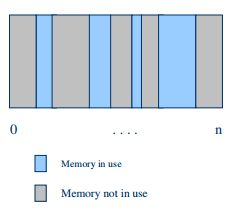 0 .... n
Memory in use
Memory not in use